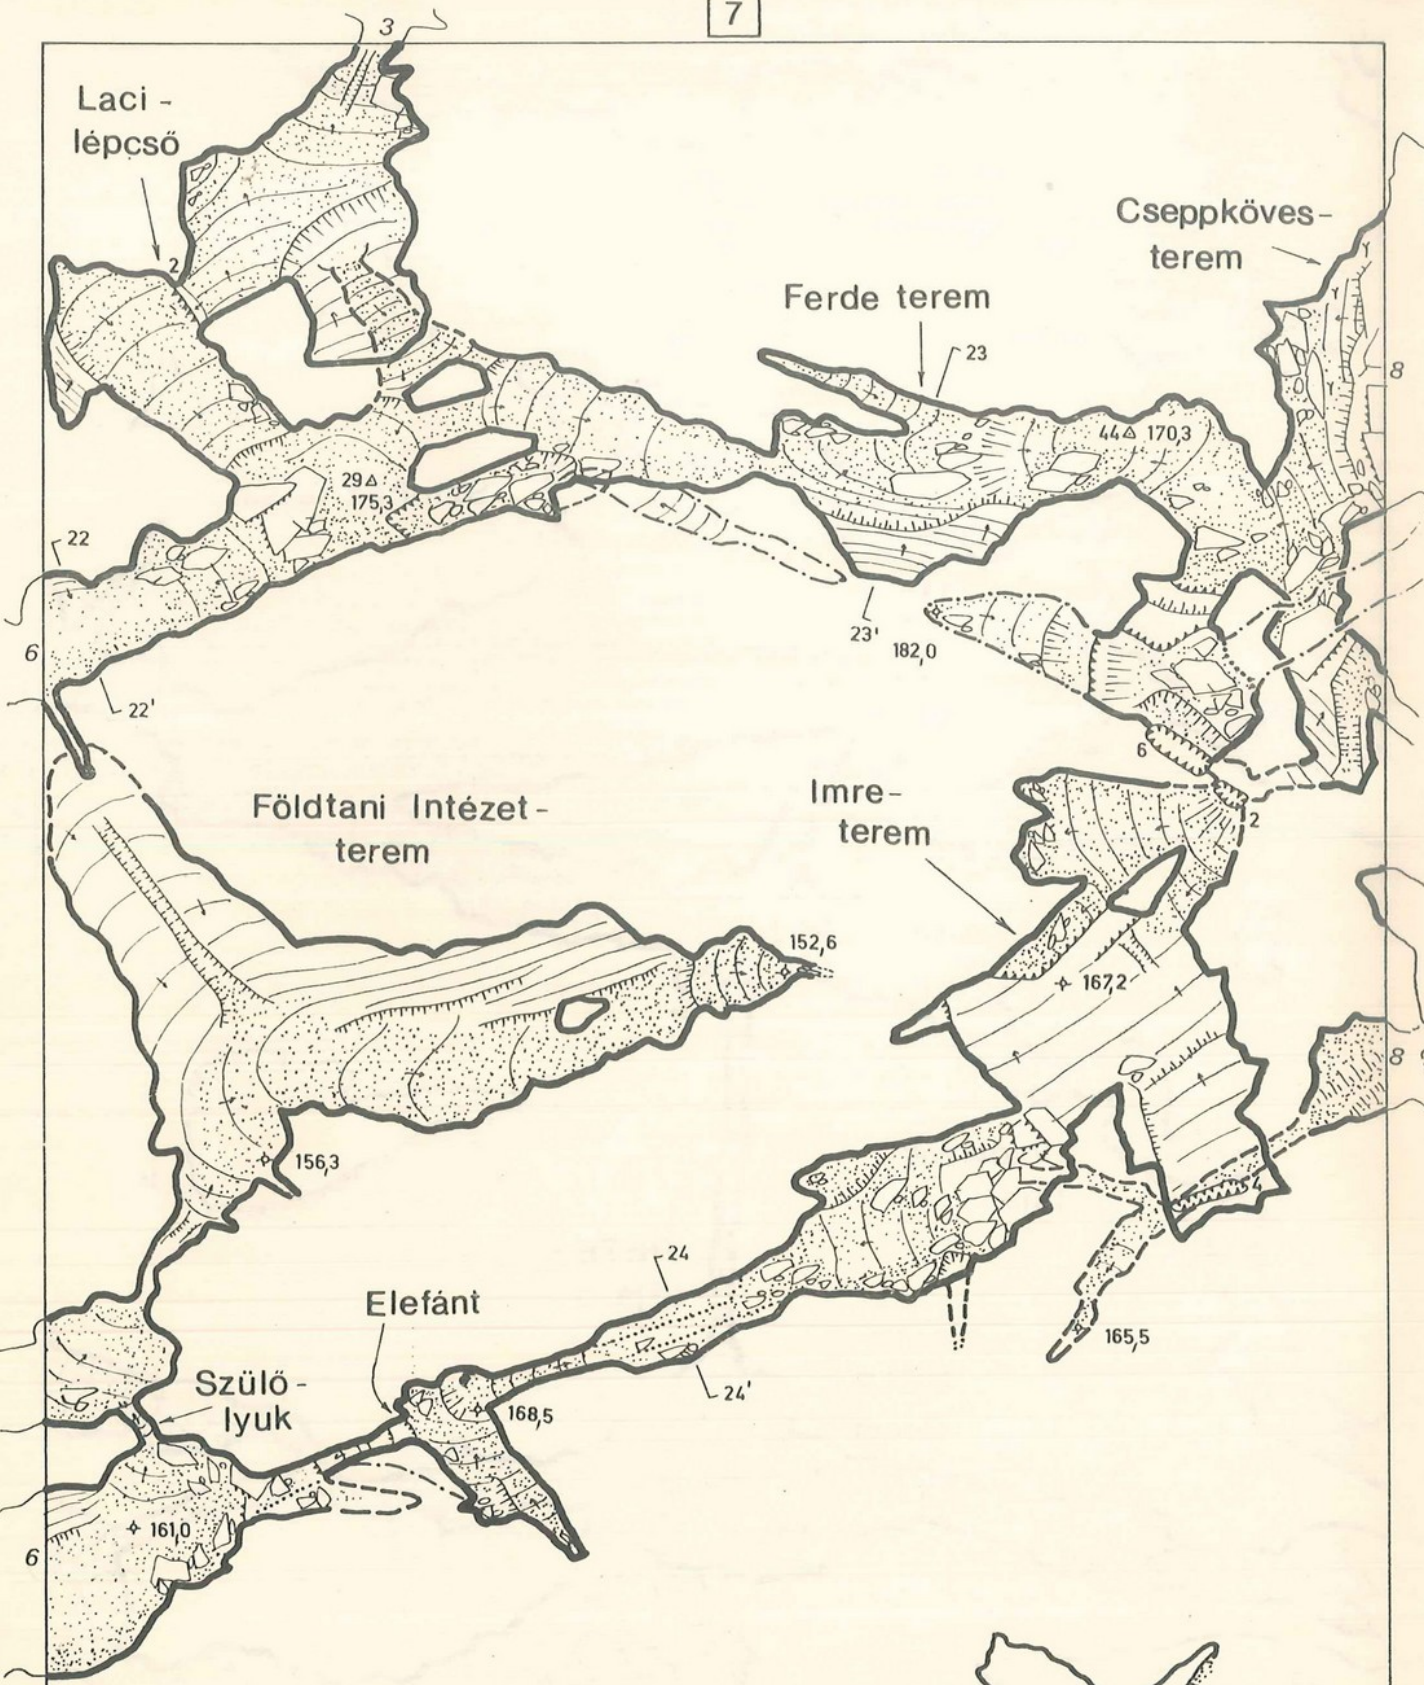 7
3
Laci -
lépcső
2
Cseppköves-
terem
Ferde terem
23
8
44 170,3
29
175,3
22
6
23'
182,0
22'
6
Földtani Intézet-
terem
Imre-
terem
2
152,6
167,2
8
156,3
4
24
Elefánt
165,5
Szülő-
lyuk
24'
168,5
161,0
6